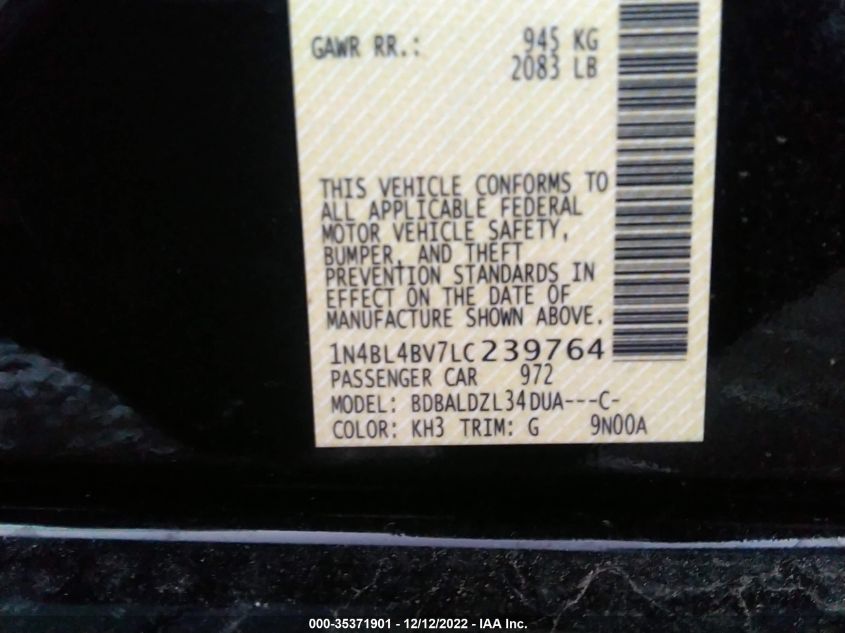 GAWR RR.: 945 KG
2083 LB
THIS VEHICLE CONFORMS TO
ALL APPLICABLE FEDERAL
MOTOR VEHICLE SAFETY,
BUMPER, AND THEFT
PREVENTION STANDARDS IN
EFFECT ON THE DATE OF
MANUFACTURE SHOWN ABOVE.
1N4BL4BV7LC239764
PASSENGER CAR 972
MODEL: BDBALDZL34DUA---C-
COLOR: KH3 TRIM: G 9N00A
000-35371901 - 12/12/2022 - IAA Inc.